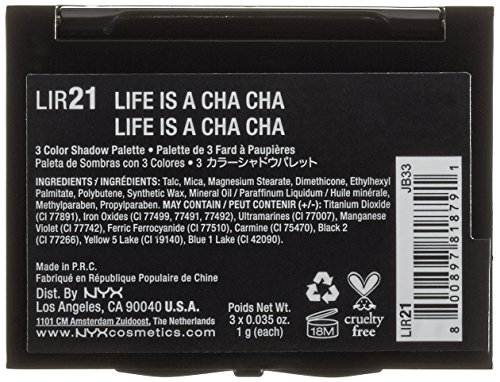 LIR21 LIFE IS A CHA CHA
LIFE IS A CHA CHA
3 Color Shadow Palette • Palette de 3 Fard à Paupières
Paleta de Sombras con 3 Colores • 3 カラーシャドウパレット
INGREDIENTS / INGRÉDIENTS: Talc, Mica, Magnesium Stearate, Dimethicone, Ethylhexyl
Palmitate, Polybutene, Synthetic Wax, Mineral Oil / Paraffinum Liquidum / Huile minérale,
Methylparaben, Propylparaben. MAY CONTAIN / PEUT CONTENIR (+/-): Titanium Dioxide
(CI 77891), Iron Oxides (CI 77499, 77491, 77492), Ultramarines (CI 77007), Manganese
Violet (CI 77742), Ferric Ferrocyanide (CI 77510), Carmine (CI 75470), Black 2
(CI 77266), Yellow 5 Lake (CI 19140), Blue 1 Lake (CI 42090).
Made in P.R.C.
Fabriqué en République Populaire de Chine
Dist. By NYX
Los Angeles, CA 90040 U.S.A.
1101 CM Amsterdam Zuidoost, The Netherlands
www.NYXcosmetics.com
Poids Net Wt.
3 x 0.035 oz.
1 g (each)
18M
cruelty
free
LIR21
JB33
8 00897 81879 1